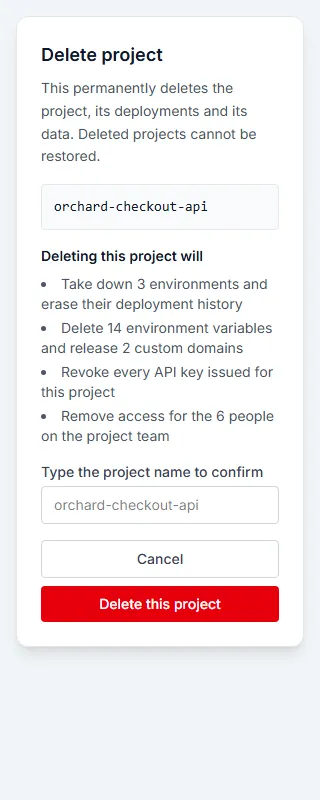 Delete project
This permanently deletes the
project, its deployments and its
data. Deleted projects cannot be
restored.
orchard-checkout-api
Deleting this project will
• Take down 3 environments and
erase their deployment history
• Delete 14 environment variables
and release 2 custom domains
• Revoke every API key issued for
this project
• Remove access for the 6 people
on the project team
Type the project name to confirm
orchard-checkout-api
Cancel
Delete this project